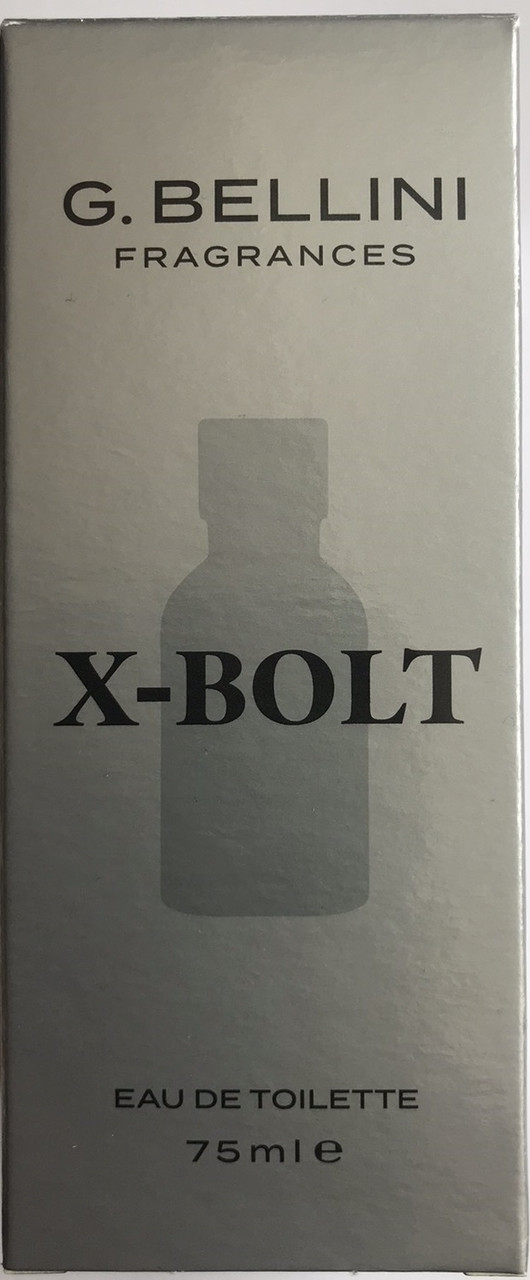 G. BELLINI
FRAGRANCES
X-BOLT
EAU DE TOILETTE
75ml ℮